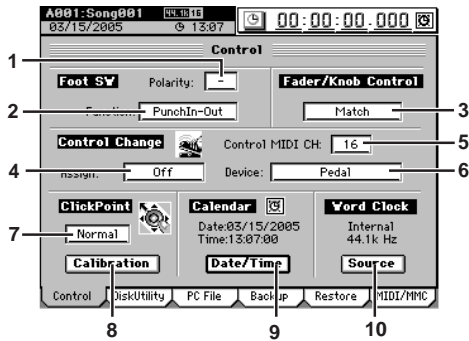 A001:Song001 44.1k 16
03/15/2005 13:07 00:00:00.000
Control
1
Foot SW Polarity: - Fader/Knob Control
2 Function: PunchIn-Out Match 3
Control Change Control MIDI CH: 16 5
4 Assign: Off Device: Pedal 6
ClickPoint Calendar Word Clock
Date:03/15/2005 Internal
7 Normal Time:13:07:00 44.1k Hz
Calibration Date/Time Source
Control DiskUtility PC File Backup Restore MIDI/MMC
8 9 10